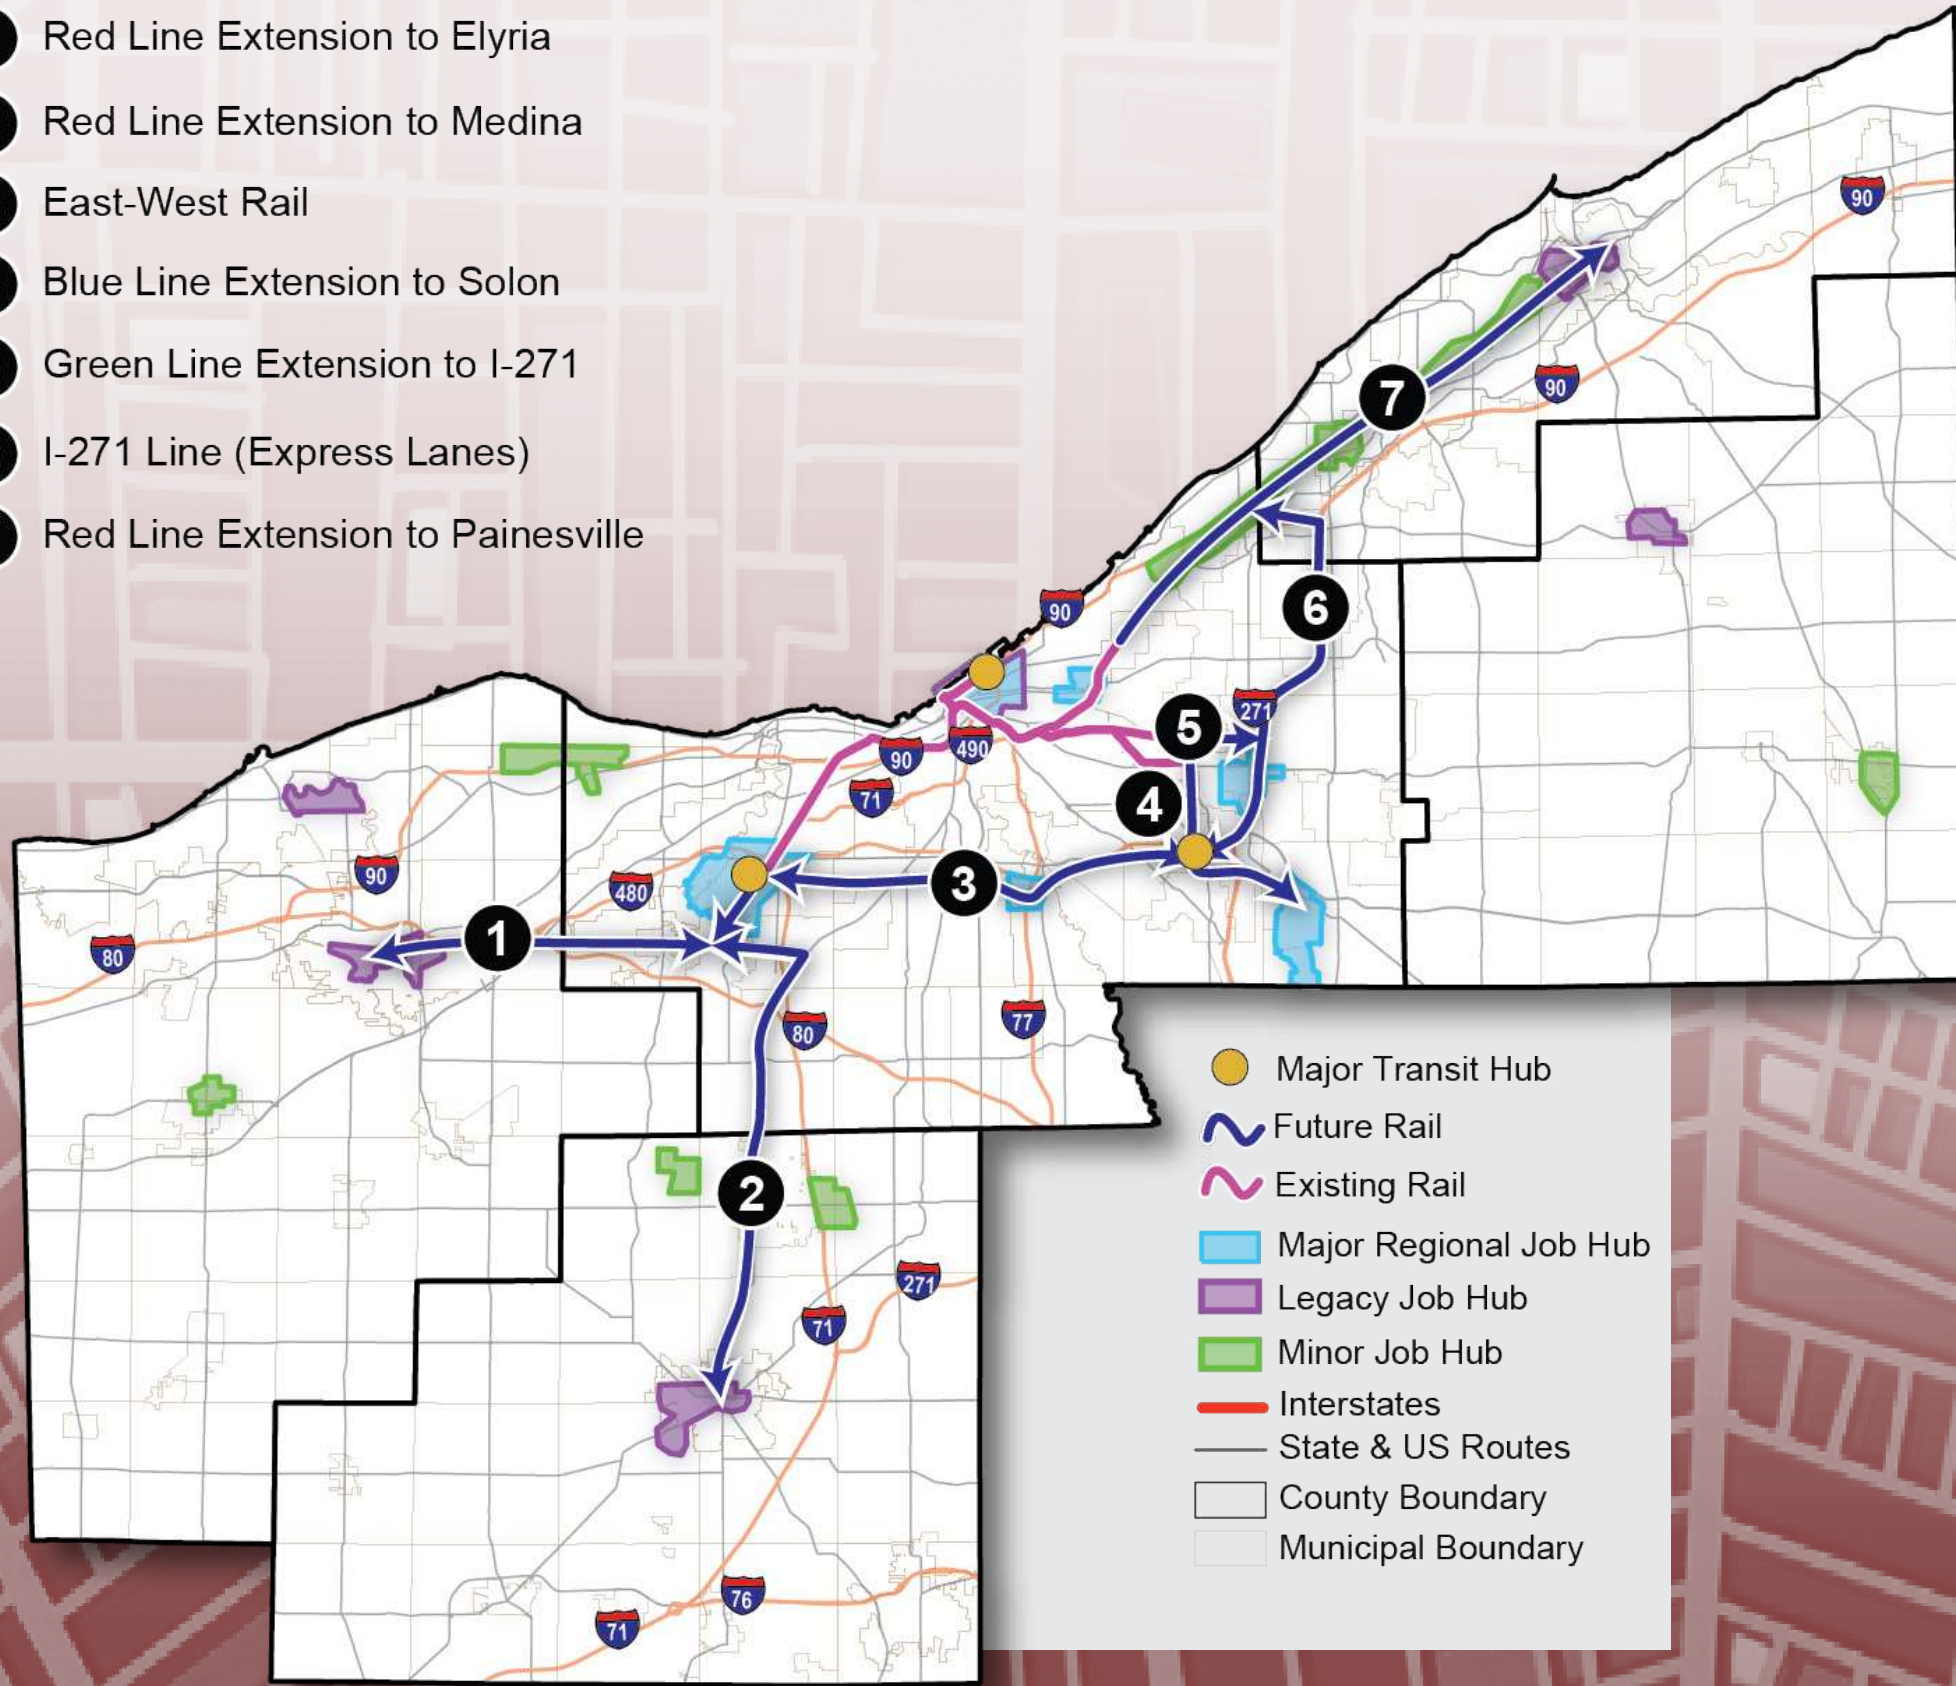 Red Line Extension to Elyria
Red Line Extension to Medina
East-West Rail
Blue Line Extension to Solon
Green Line Extension to I-271
I-271 Line (Express Lanes)
Red Line Extension to Painesville
90
7
90
90
6
5
271
90
490
71
4
90
480
3
1
80
80
77
2
271
71
76
71
Major Transit Hub
Future Rail
Existing Rail
Major Regional Job Hub
Legacy Job Hub
Minor Job Hub
Interstates
State & US Routes
County Boundary
Municipal Boundary